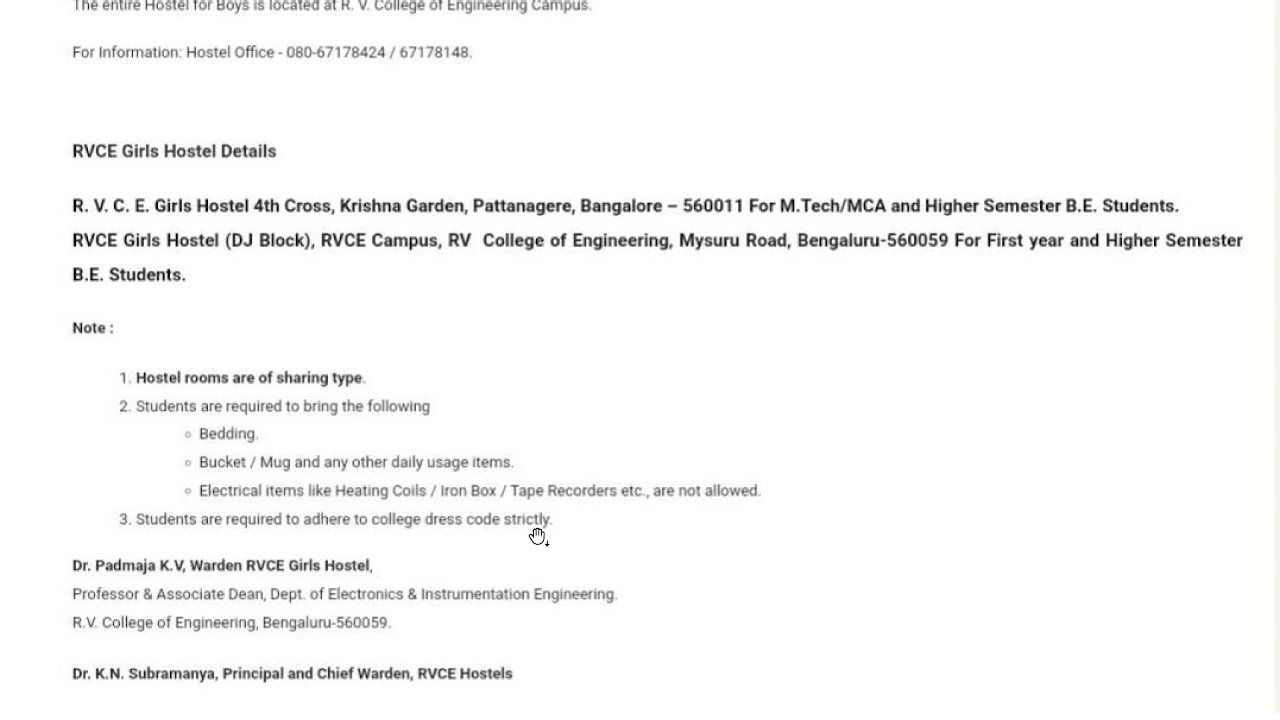 The entire Hostel for Boys is located at R. V. College of Engineering Campus.
For Information: Hostel Office - 080-67178424 / 67178148.
RVCE Girls Hostel Details
R. V. C. E. Girls Hostel 4th Cross, Krishna Garden, Pattanagere, Bangalore – 560011 For M.Tech/MCA and Higher Semester B.E. Students.
RVCE Girls Hostel (DJ Block), RVCE Campus, RV College of Engineering, Mysuru Road, Bengaluru-560059 For First year and Higher Semester
B.E. Students.
Note :
1. Hostel rooms are of sharing type.
2. Students are required to bring the following
◦ Bedding.
◦ Bucket / Mug and any other daily usage items.
◦ Electrical items like Heating Coils / Iron Box / Tape Recorders etc., are not allowed.
3. Students are required to adhere to college dress code strictly.
Dr. Padmaja K.V, Warden RVCE Girls Hostel,
Professor & Associate Dean, Dept. of Electronics & Instrumentation Engineering.
R.V. College of Engineering, Bengaluru-560059.
Dr. K.N. Subramanya, Principal and Chief Warden, RVCE Hostels